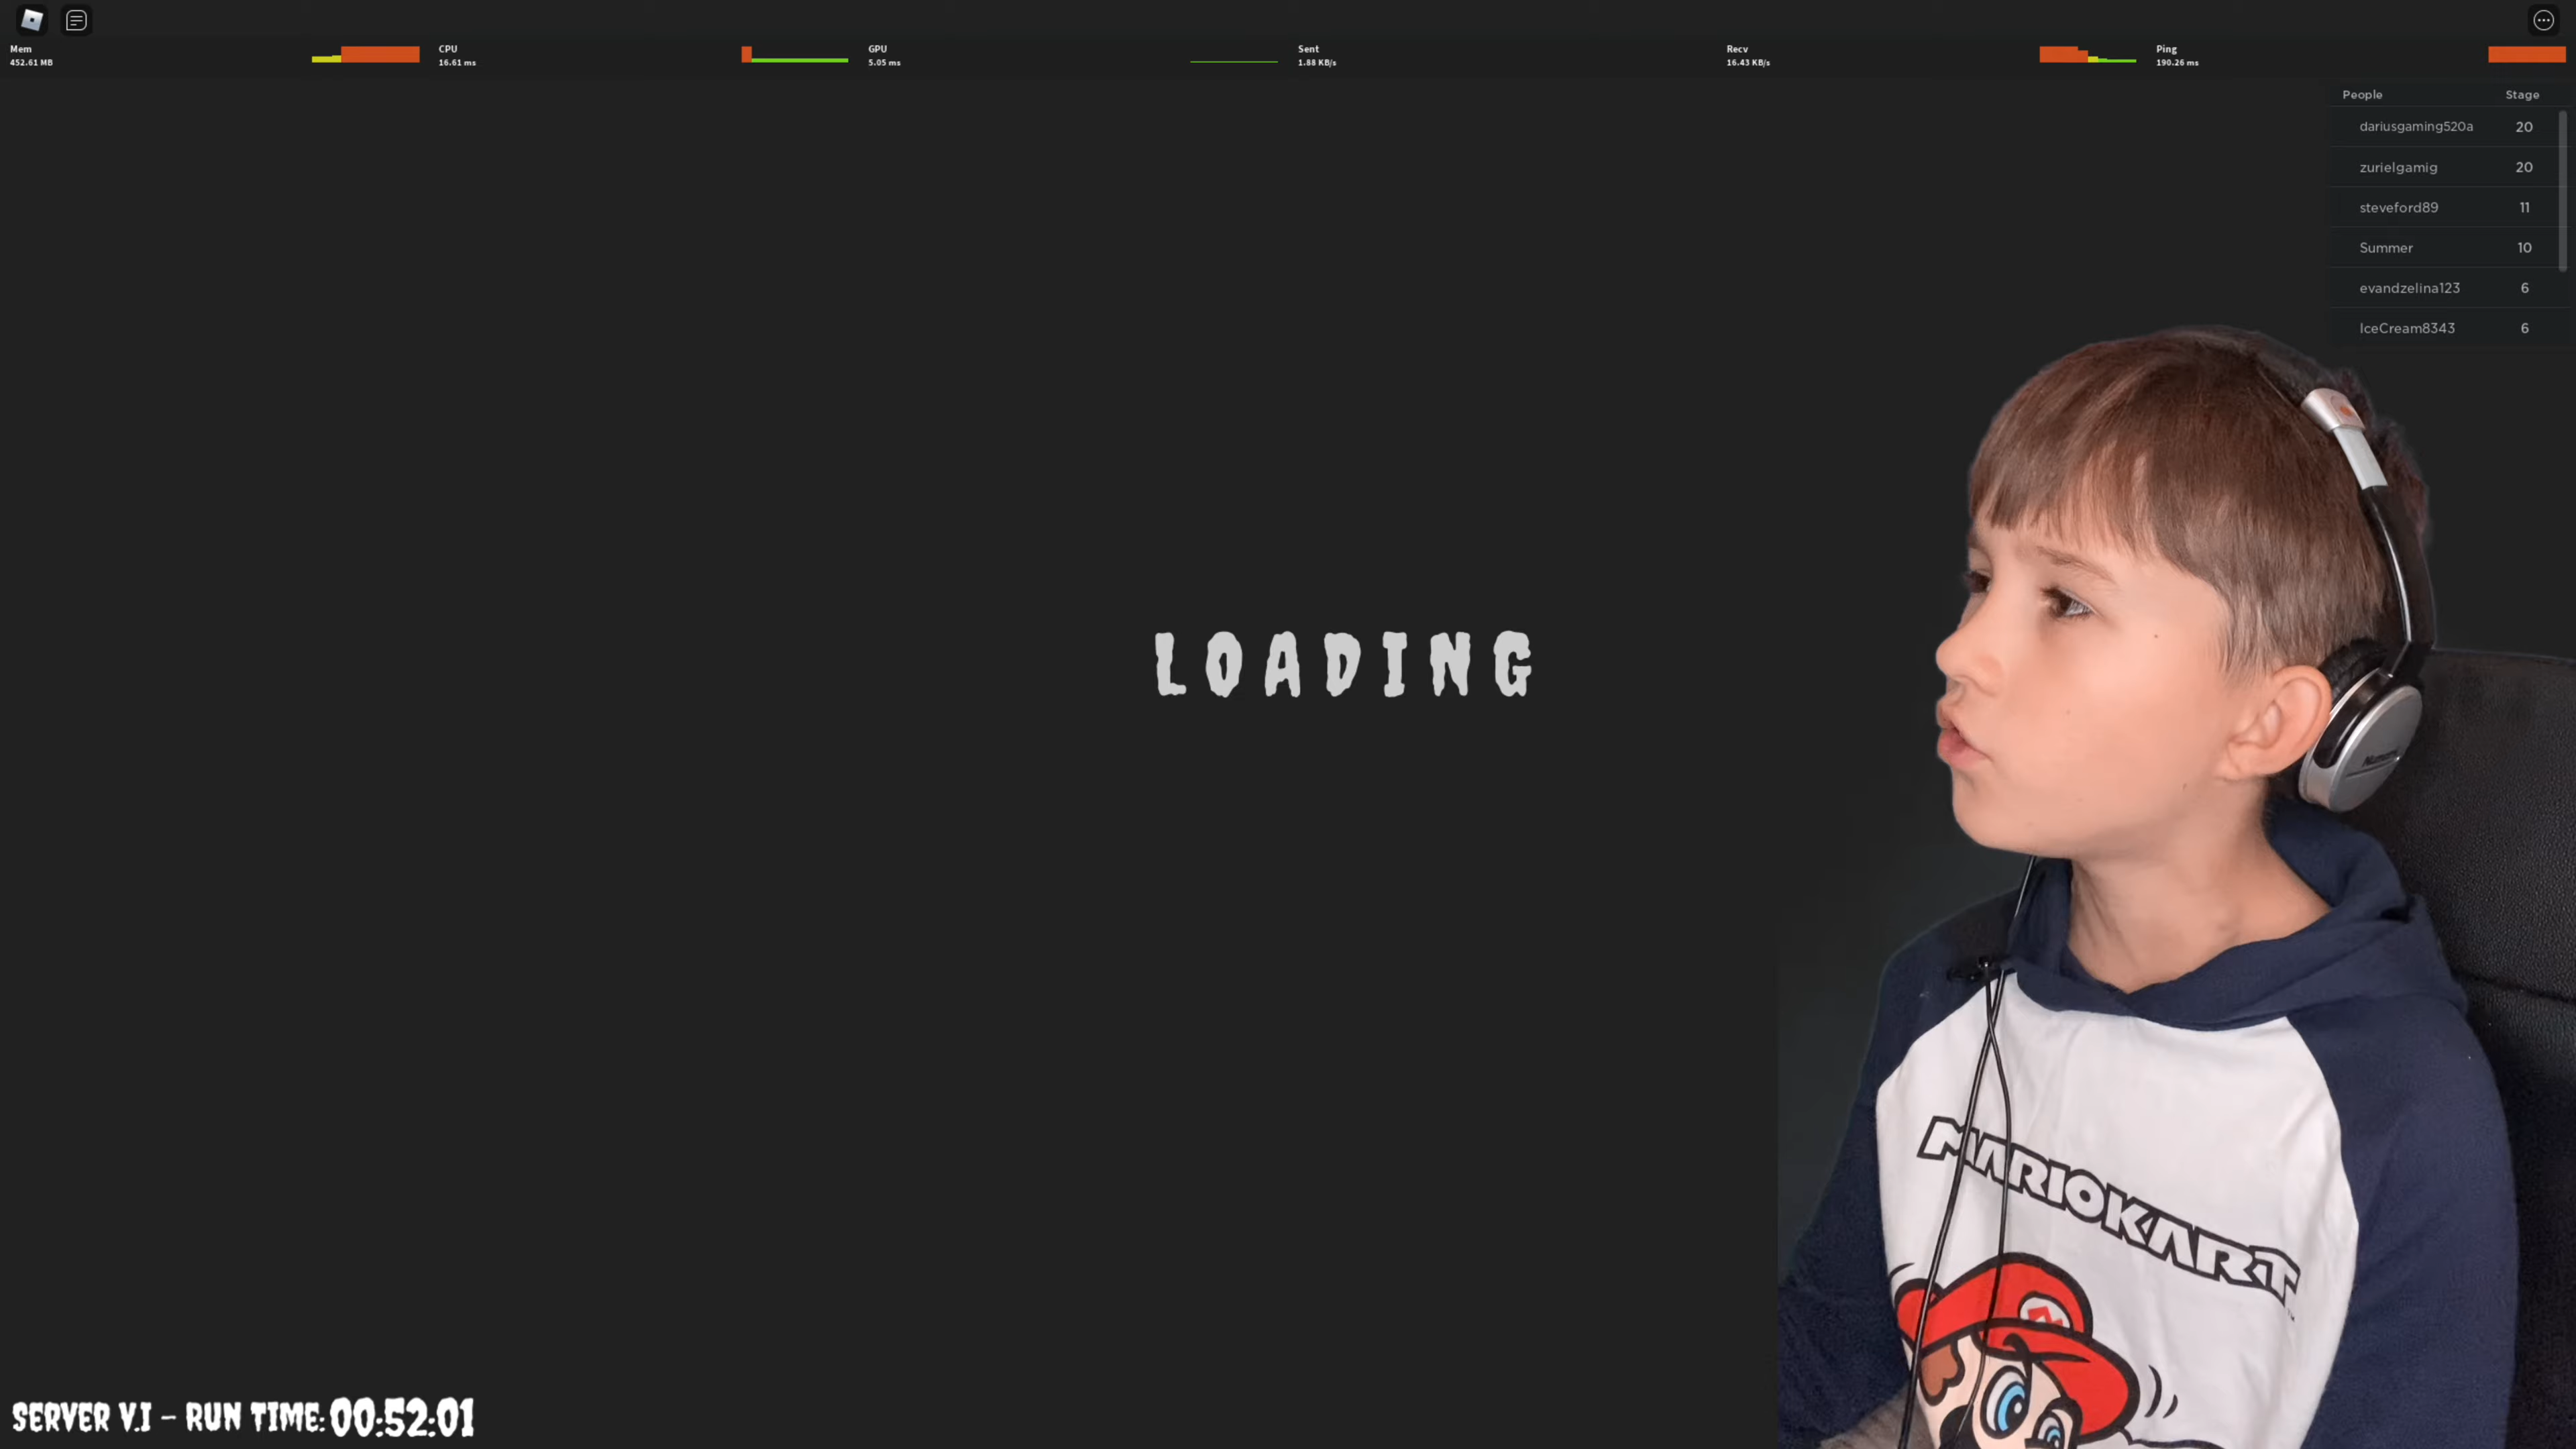 Mem
452.61 MB
CPU
16.61 ms
GPU
5.05 ms
Sent
1.88 KB/s
Recv
16.43 KB/s
Ping
190.26 ms
People Stage
dariusgaming520a 20
zurielgamig 20
steveford89 11
Summer 10
evandzelina123 6
IceCream8343 6
LOADING
MARIOKART
SERVER V.I - RUN TIME: 00:52:01